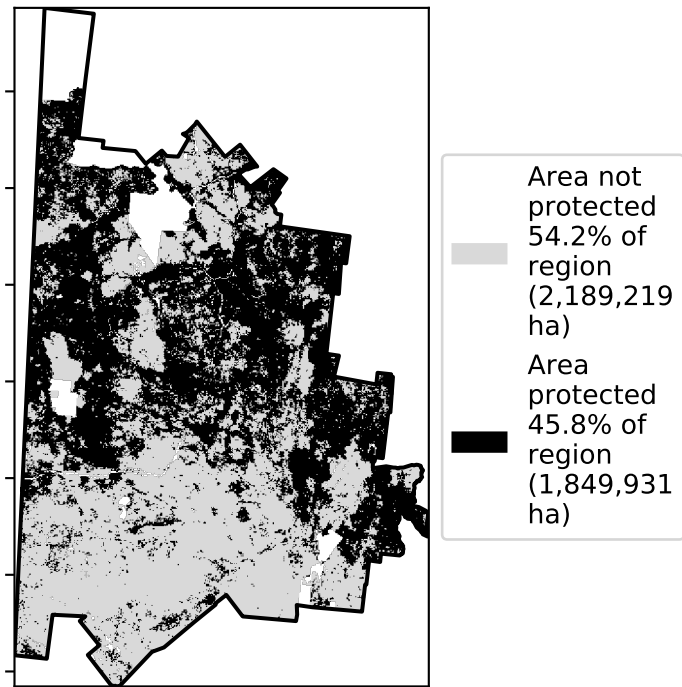 Area not
protected
54.2% of
region
(2,189,219
ha)
Area
protected
45.8% of
region
(1,849,931
ha)